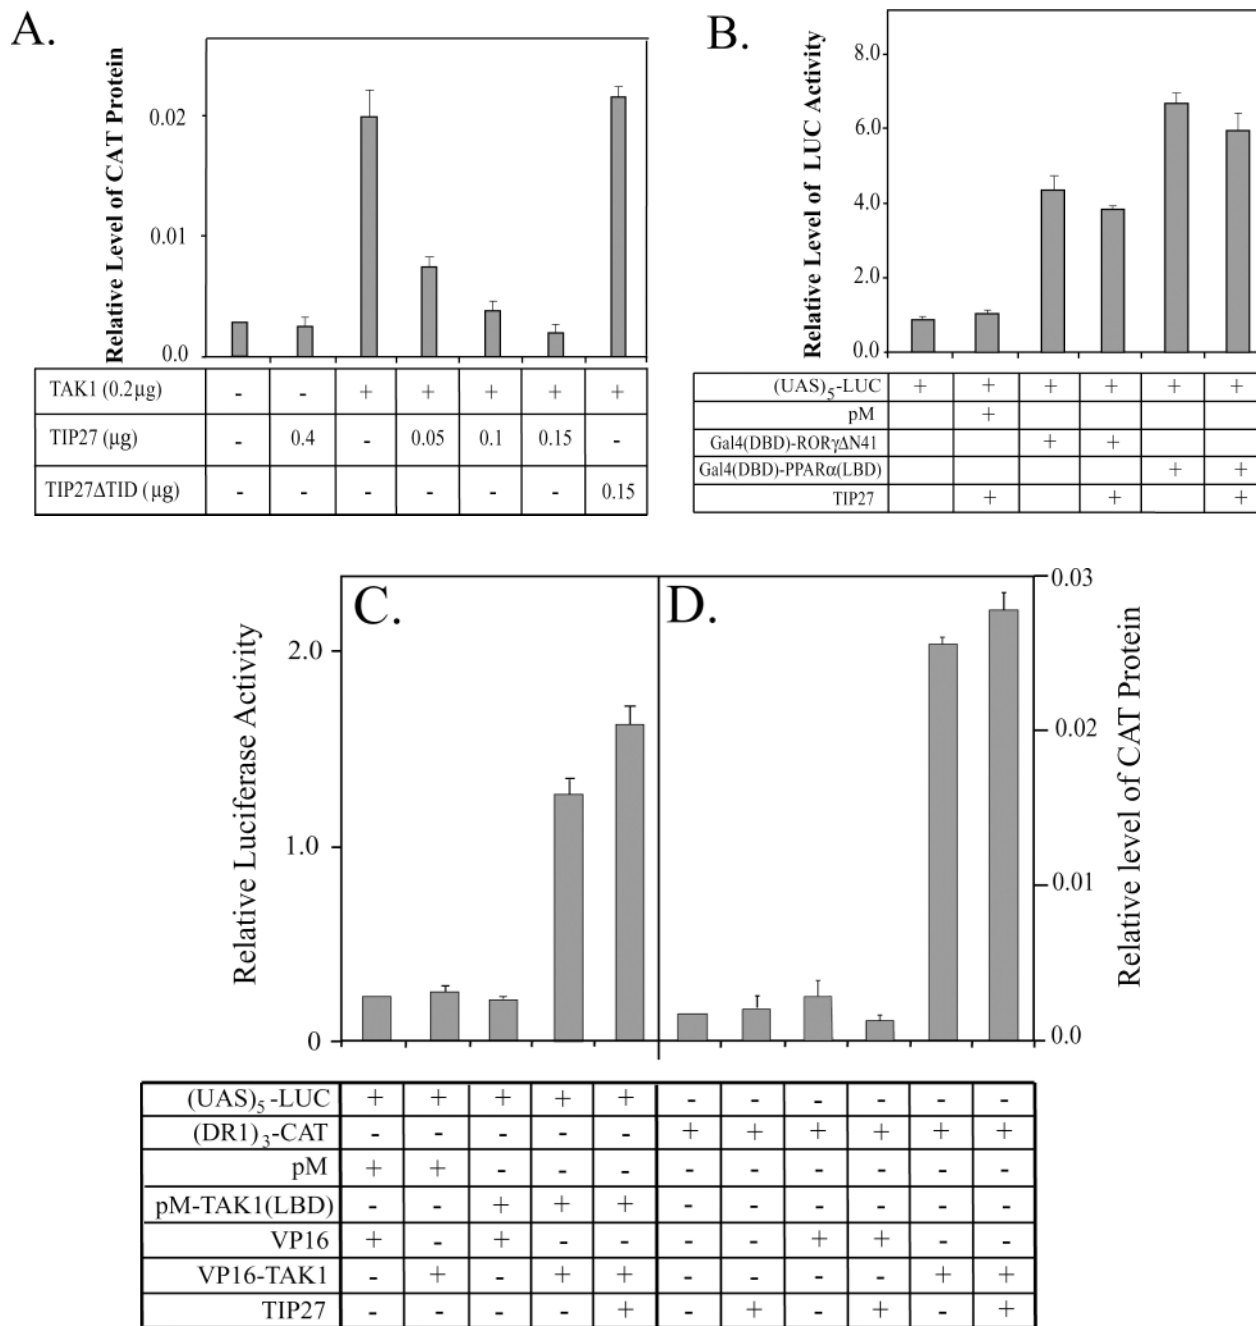 A.
Relative Level of CAT Protein
0.02
0.01
0.0
TAK1 (0.2µg) - - + + + + +
TIP27 (µg) - 0.4 - 0.05 0.1 0.15 -
TIP27ΔTID (µg) - - - - - - 0.15
B.
Relative Level of LUC Activity
8.0
6.0
4.0
2.0
0.0
(UAS)5-LUC + + + + + +
pM +
Gal4(DBD)-RORγΔN41 + +
Gal4(DBD)-PPARα(LBD) + +
TIP27 + + +
C.
Relative Luciferase Activity
2.0
1.0
0
D.
0.03
0.02
0.01
0.0
Relative level of CAT Protein
(UAS)5-LUC + + + + + - - - - - -
(DR1)3-CAT - - - - - + + + + + +
pM + + - - - - - - - - -
pM-TAK1(LBD) - - + + + - - - - - -
VP16 + - + - - - - + + - -
VP16-TAK1 - + - + + - - - - + +
TIP27 - - - - + - + - + - +